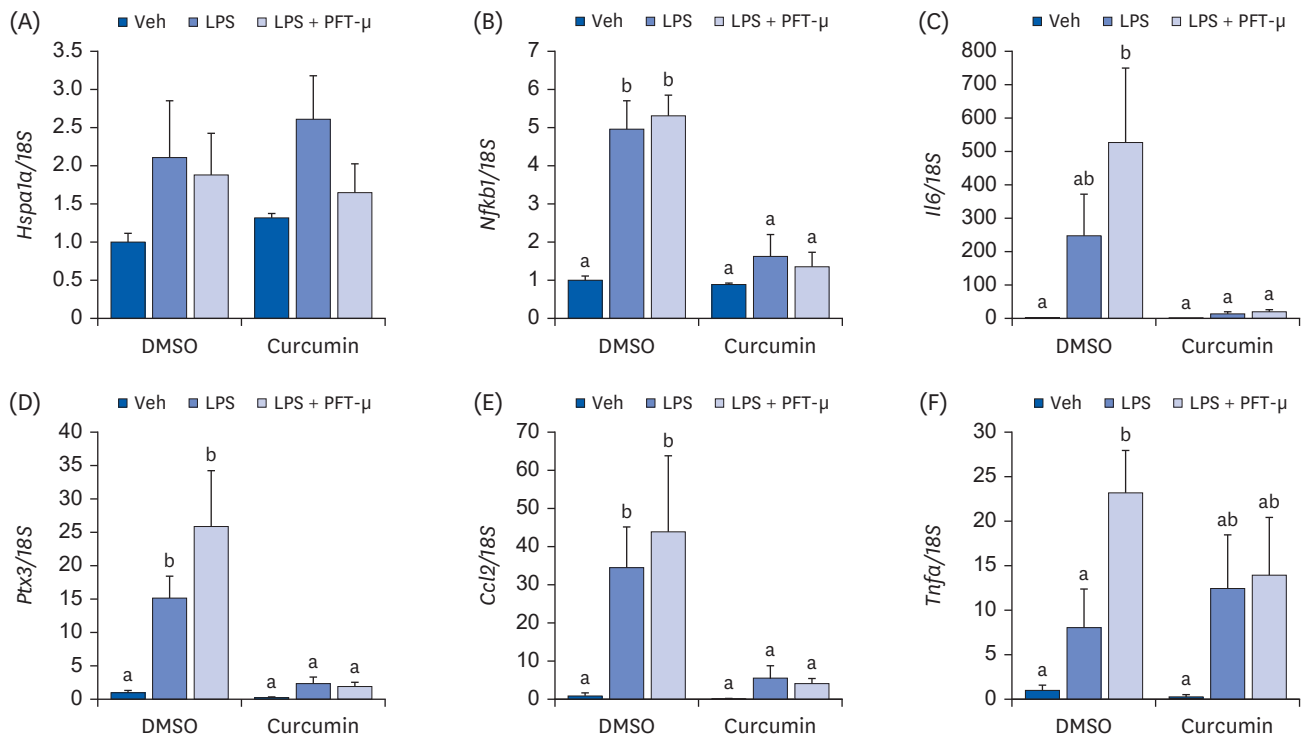 (A)
Veh LPS LPS + PFT-µ
Hspa1a/18S
3.5
3.0
2.5
2.0
1.5
1.0
0.5
0.0
DMSO Curcumin
(B)
Veh LPS LPS + PFT-µ
Nfkb1/18S
7
6
5
4
3
2
1
0
a b b a a a
DMSO Curcumin
(C)
Veh LPS LPS + PFT-µ
Il6/18S
800
700
600
500
400
300
200
100
0
a ab b a a a
DMSO Curcumin
(D)
Veh LPS LPS + PFT-µ
Ptx3/18S
40
35
30
25
20
15
10
5
0
a b b a a a
DMSO Curcumin
(E)
Veh LPS LPS + PFT-µ
Ccl2/18S
70
60
50
40
30
20
10
0
a b b a a a
DMSO Curcumin
(F)
Veh LPS LPS + PFT-µ
Tnfa/18S
30
25
20
15
10
5
0
a a b a ab ab
DMSO Curcumin